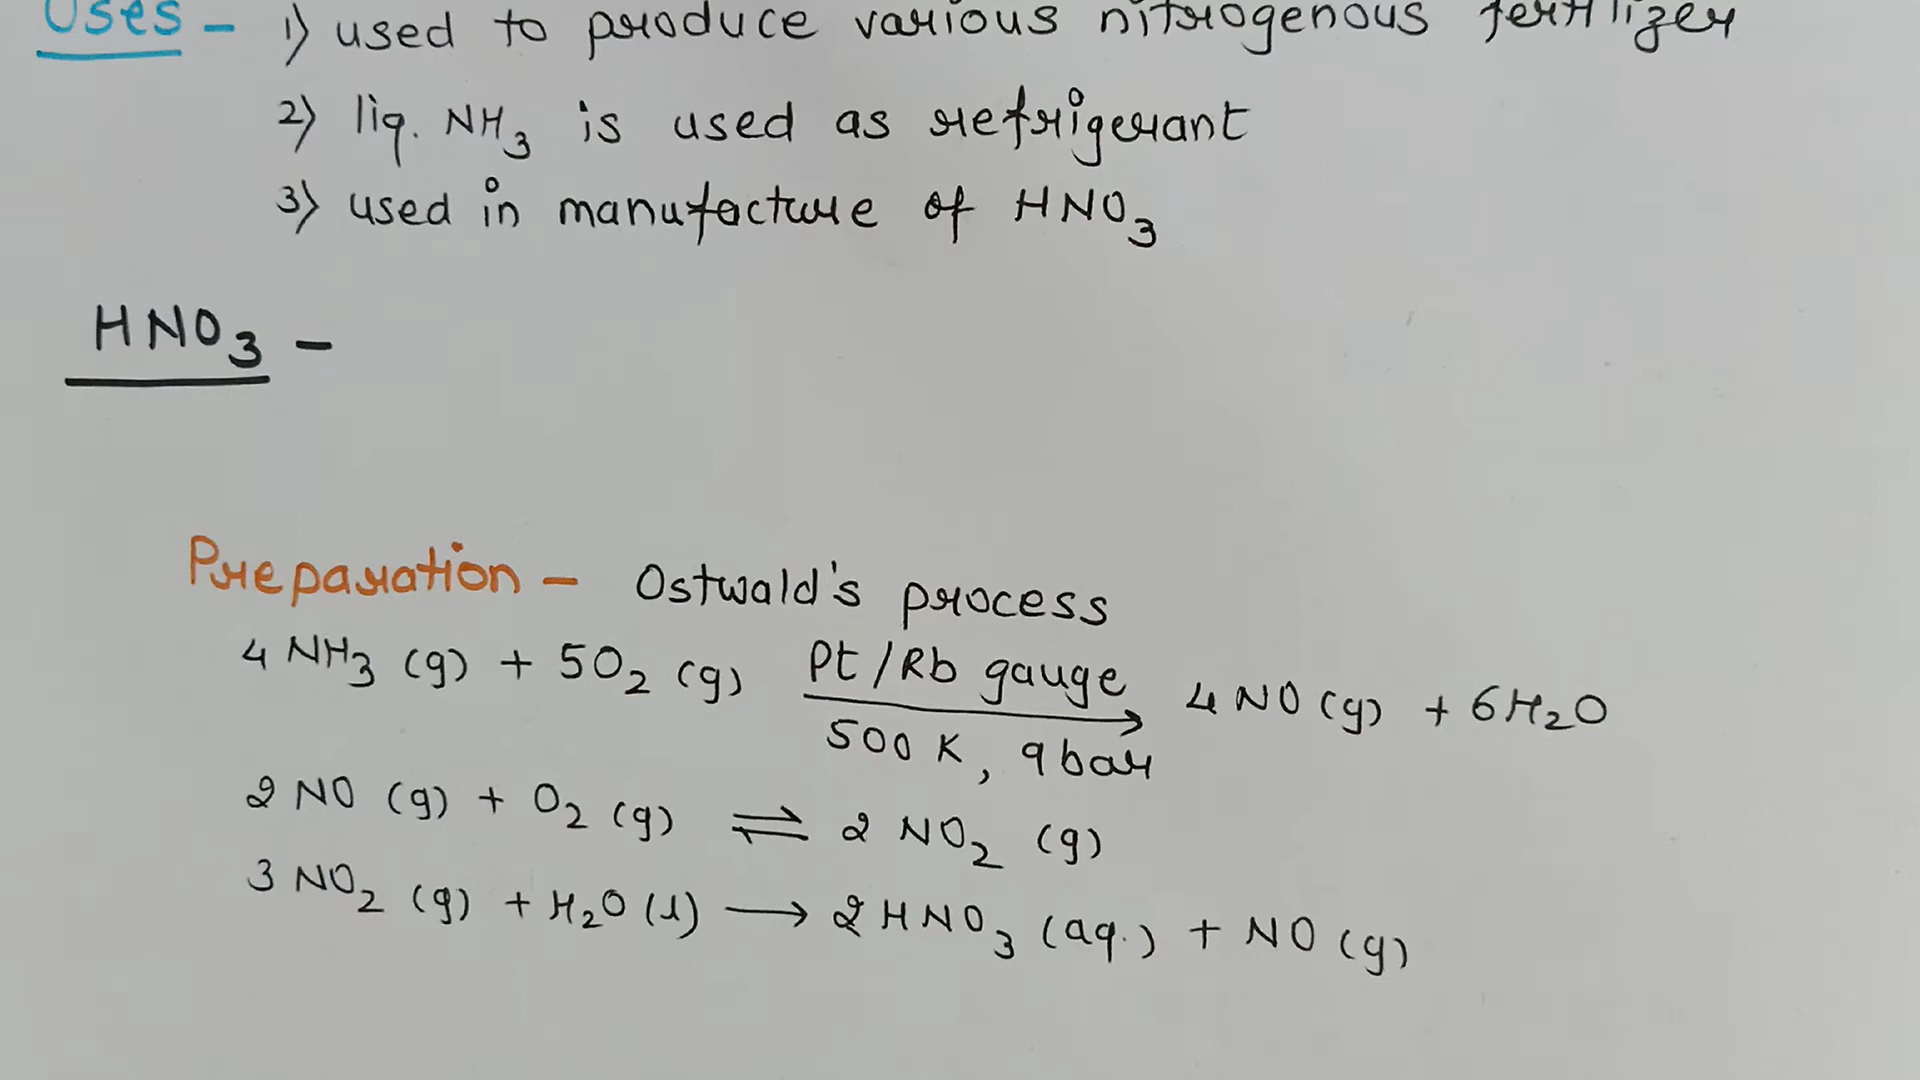 Uses - 1) used to produce various nitrogenous fertilizer
2) liq. NH₃ is used as refrigerant
3) used in manufacture of HNO₃
HNO₃ -
Preparation - Ostwald's process
4 NH₃ (g) + 5O₂ (g) Pt/Rb gauge → 4 NO (g) + 6H₂O
500 K, 9 bar
2 NO (g) + O₂ (g) ⇌ 2 NO₂ (g)
3 NO₂ (g) + H₂O (l) → 2 HNO₃ (aq.) + NO (g)